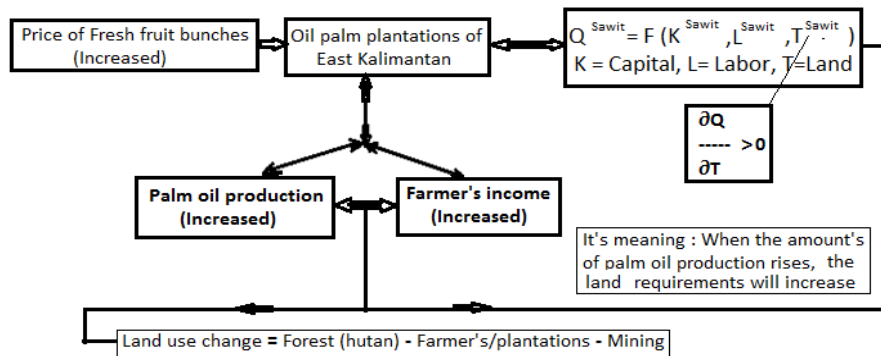 Price of Fresh fruit bunches
(Increased)
Oil palm plantations of
East Kalimantan
Q Sawit = F ( K Sawit , L Sawit , T Sawit )
K = Capital, L= Labor, T=Land
∂Q
----- >0
∂T
Palm oil production
(Increased)
Farmer's income
(Increased)
It's meaning : When the amount's
of palm oil production rises, the
land requirements will increase
Land use change = Forest (hutan) - Farmer's/plantations - Mining